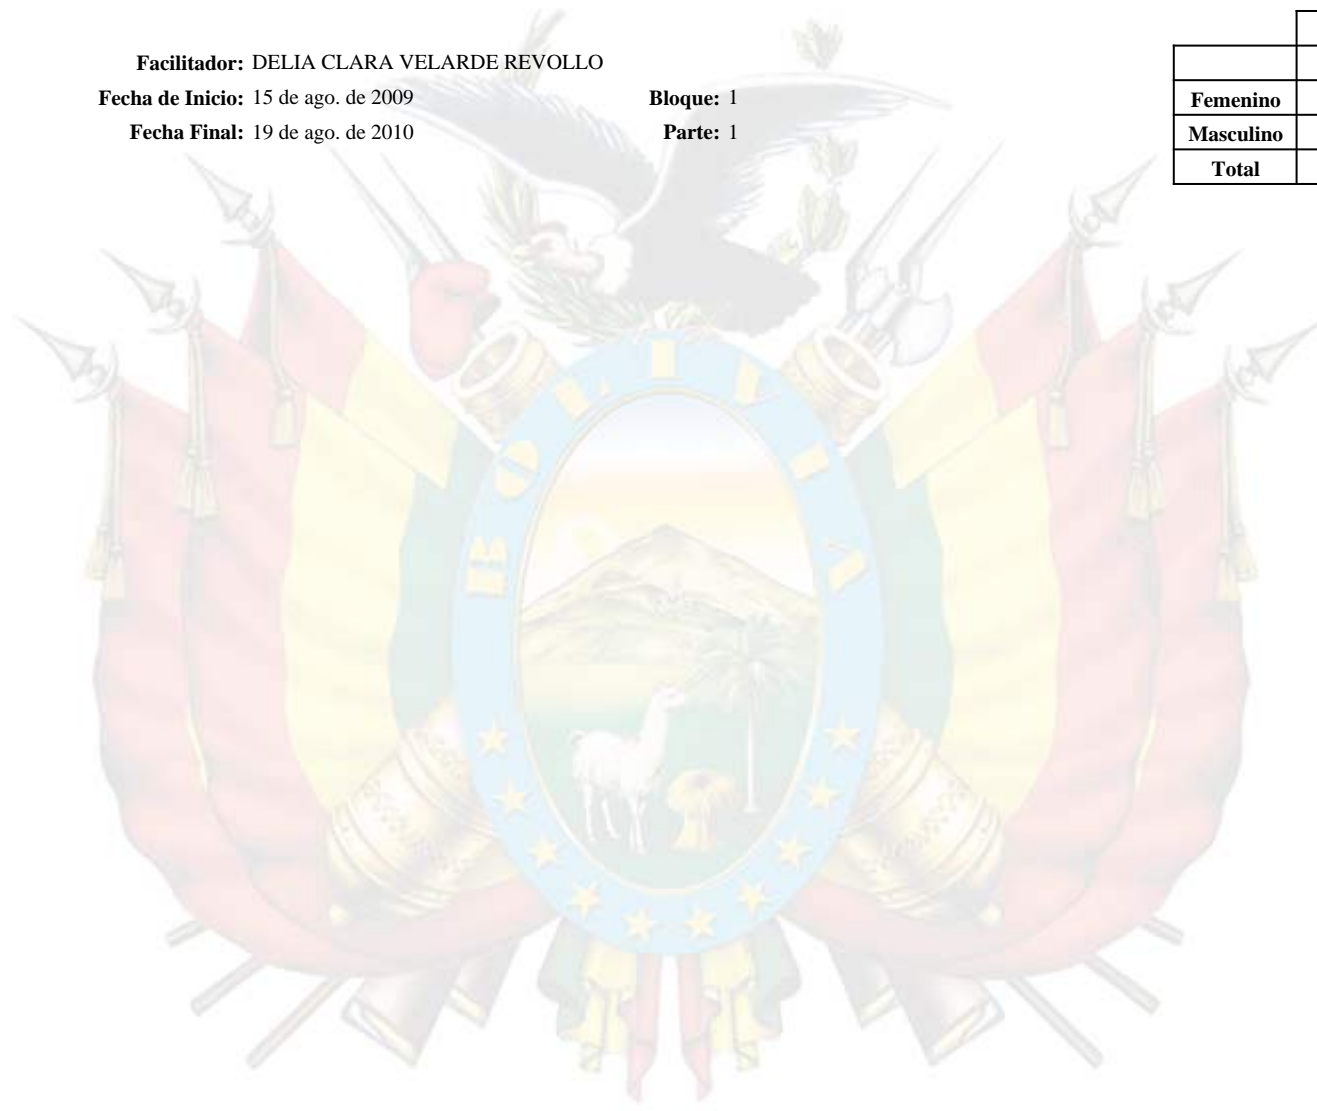 Facilitador: DELIA CLARA VELARDE REVOLLO
Fecha de Inicio: 15 de ago. de 2009 Bloque: 1
Fecha Final: 19 de ago. de 2010 Parte: 1
Femenino
Masculino
Total
BOLIVIA